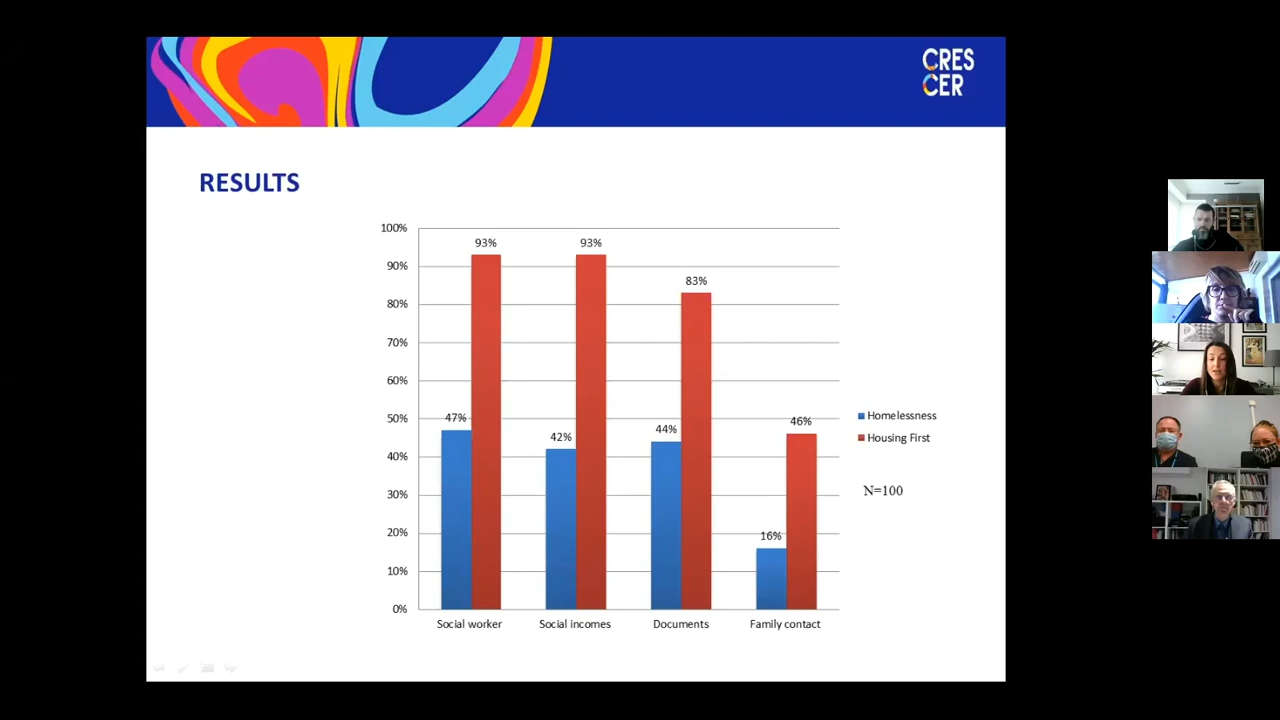 CRES
CER
RESULTS
100%
90%
80%
70%
60%
50%
40%
30%
20%
10%
0%
93%
93%
83%
47%
42%
44%
46%
16%
Social worker
Social incomes
Documents
Family contact
Homelessness
Housing First
N=100